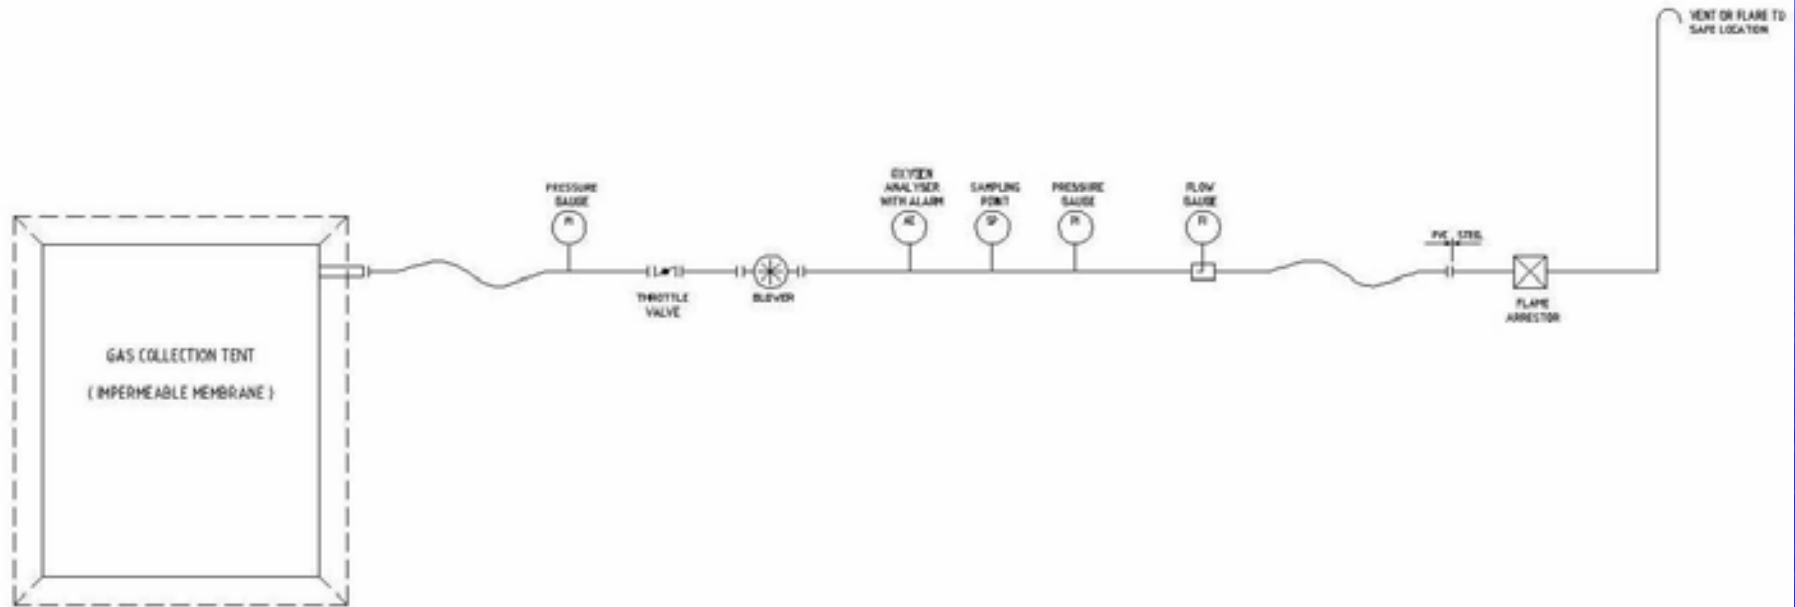 VENT OR FLARE TO
SAFE LOCATION
PRESSURE
GAUGE
PI
THROTTLE
VALVE
BLOWER
OXYGEN
ANALYSER
WITH ALARM
AE
SAMPLING
POINT
SP
PRESSURE
GAUGE
PI
FLOW
GAUGE
FI
PVC STEEL
FLAME
ARRESTOR
GAS COLLECTION TENT
( IMPERMEABLE MEMBRANE )